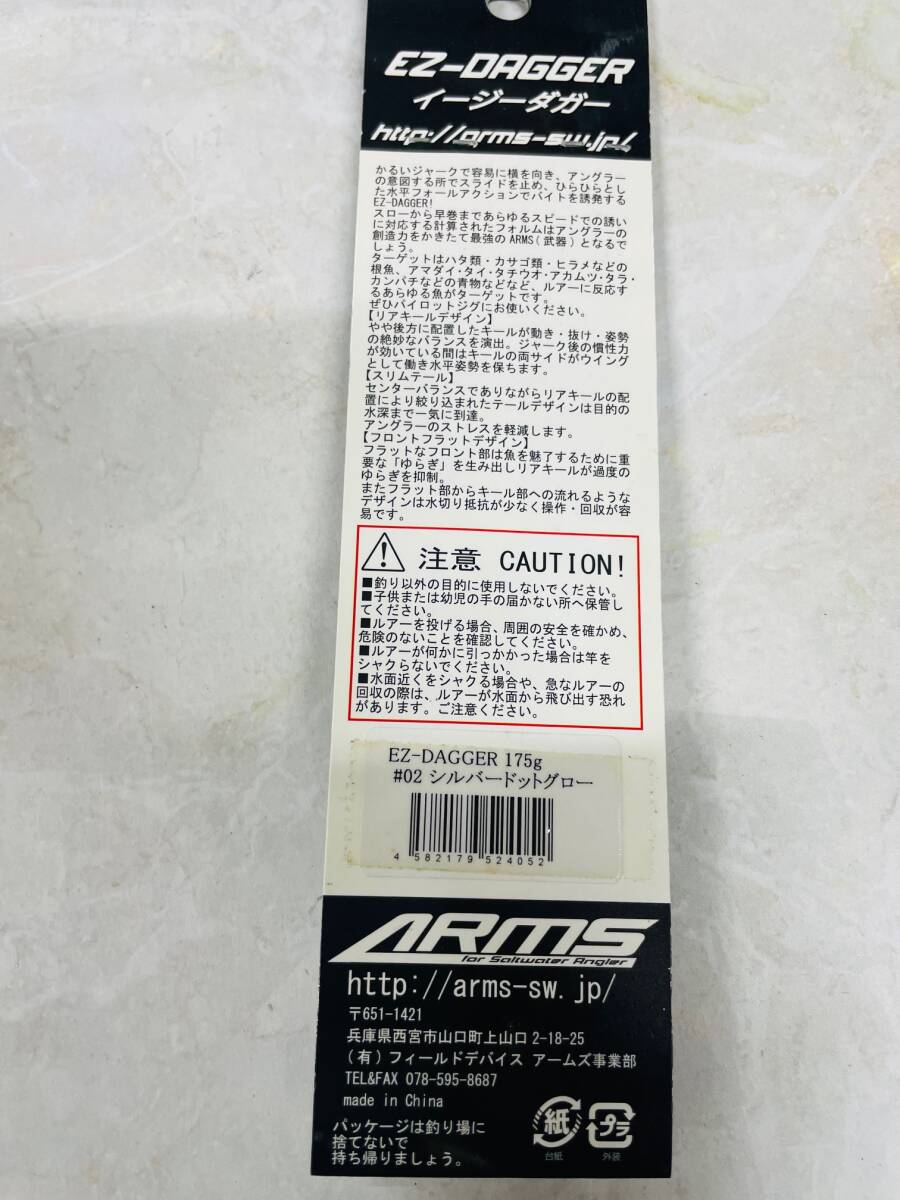 EZ-DAGGER
イージーダガー
http://arms-sw.jp/
かるいジャークで容易に横を向き、アングラー
の意図する所でスライドを止め、ひらひらとし
た水平フォールアクションでバイトを誘発する
EZ-DAGGER!
スローから早巻まであらゆるスピードでの誘い
に対応する計算されたフォルムはアングラーの
創造力をかきたて最強のARMS(武器)となるで
しょう。
ターゲットはハタ類・カサゴ類・ヒラメなどの
根魚、アマダイ・タイ・タチウオ・アカムツ・タラ・
カンパチなどの青物などなど、ルアーに反応す
るあらゆる魚がターゲットです。
ぜひパイロットジグにお使いください。
【リアキールデザイン】
やや後方に配置したキールが動き・抜け・姿勢
の絶妙なバランスを演出。ジャーク後の慣性力
が効いている間はキールの両サイドがウイング
として働き水平姿勢を保ちます。
【スリムテール】
センターバランスでありながらリアキールの配
置により絞り込まれたテールデザインは目的の
水深まで一気に到達。
アングラーのストレスを軽減します。
【フロントフラットデザイン】
フラットなフロント部は魚を魅了するために重
要な「ゆらぎ」を生み出しリアキールが過度の
ゆらぎを抑制。
またフラット部からキール部への流れるような
デザインは水切り抵抗が少なく操作・回収が容
易です。
注意 CAUTION!
■釣り以外の目的に使用しないでください。
■子供または幼児の手の届かない所へ保管し
てください。
■ルアーを投げる場合、周囲の安全を確かめ、
危険のないことを確認してください。
■ルアーが何かに引っかかった場合は竿を
シャクらないでください。
■水面近くをシャクる場合や、急なルアーの
回収の際は、ルアーが水面から飛び出す恐れ
があります。ご注意ください。
EZ-DAGGER 175g
#02 シルバードットグロー
4 582179 524052
ARMS
for Saltwater Angler
http://arms-sw.jp/
〒651-1421
兵庫県西宮市山口町上山口2-18-25
(有)フィールドデバイス アームズ事業部
TEL&FAX 078-595-8687
made in China
パッケージは釣り場に
捨てないで
持ち帰りましょう。
紙
台紙
プラ
外装